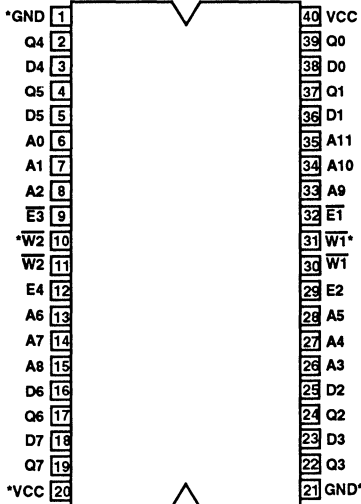 *GND 1 40 VCC
Q4 2 39 Q0
D4 3 38 D0
Q5 4 37 Q1
D5 5 36 D1
A0 6 35 A11
A1 7 34 A10
A2 8 33 A9
E3 9 32 E1
*W2 10 31 W1*
W2 11 30 W1
E4 12 29 E2
A6 13 28 A5
A7 14 27 A4
A8 15 26 A3
D6 16 25 D2
Q6 17 24 Q2
D7 18 23 D3
Q7 19 22 Q3
*VCC 20 21 GND*